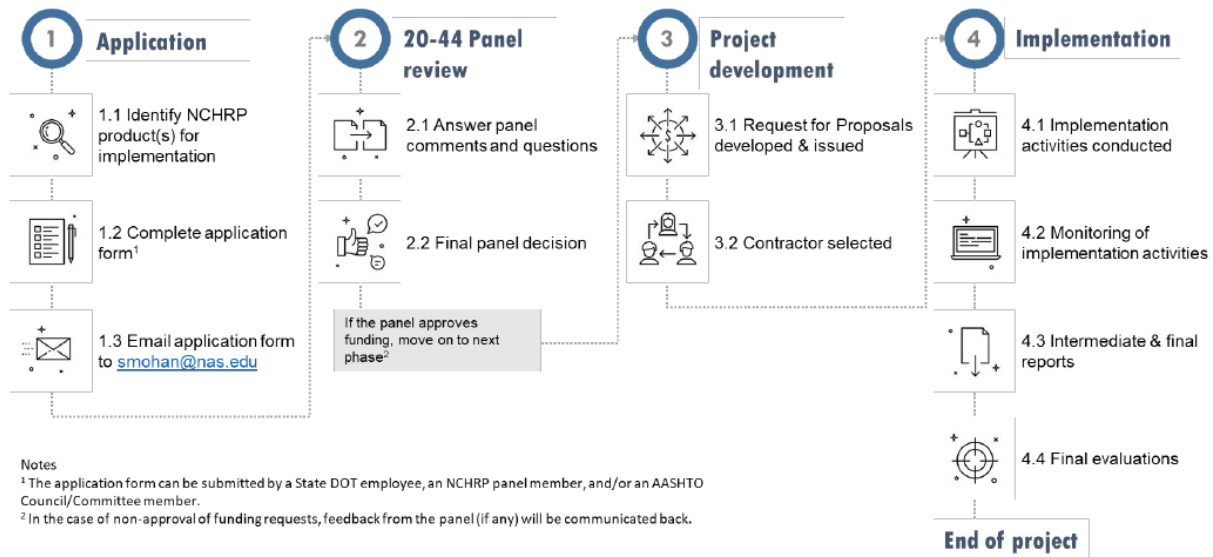 1
Application
1.1 Identify NCHRP
product(s) for
implementation
1.2 Complete application
form¹
1.3 Email application form
to smohan@nas.edu
2
20-44 Panel
review
2.1 Answer panel
comments and questions
2.2 Final panel decision
If the panel approves
funding, move on to next
phase²
3
Project
development
3.1 Request for Proposals
developed & issued
3.2 Contractor selected
4
Implementation
4.1 Implementation
activities conducted
4.2 Monitoring of
implementation activities
4.3 Intermediate & final
reports
4.4 Final evaluations
End of project
Notes
¹ The application form can be submitted by a State DOT employee, an NCHRP panel member, and/or an AASHTO
Council/Committee member.
² In the case of non-approval of funding requests, feedback from the panel (if any) will be communicated back.